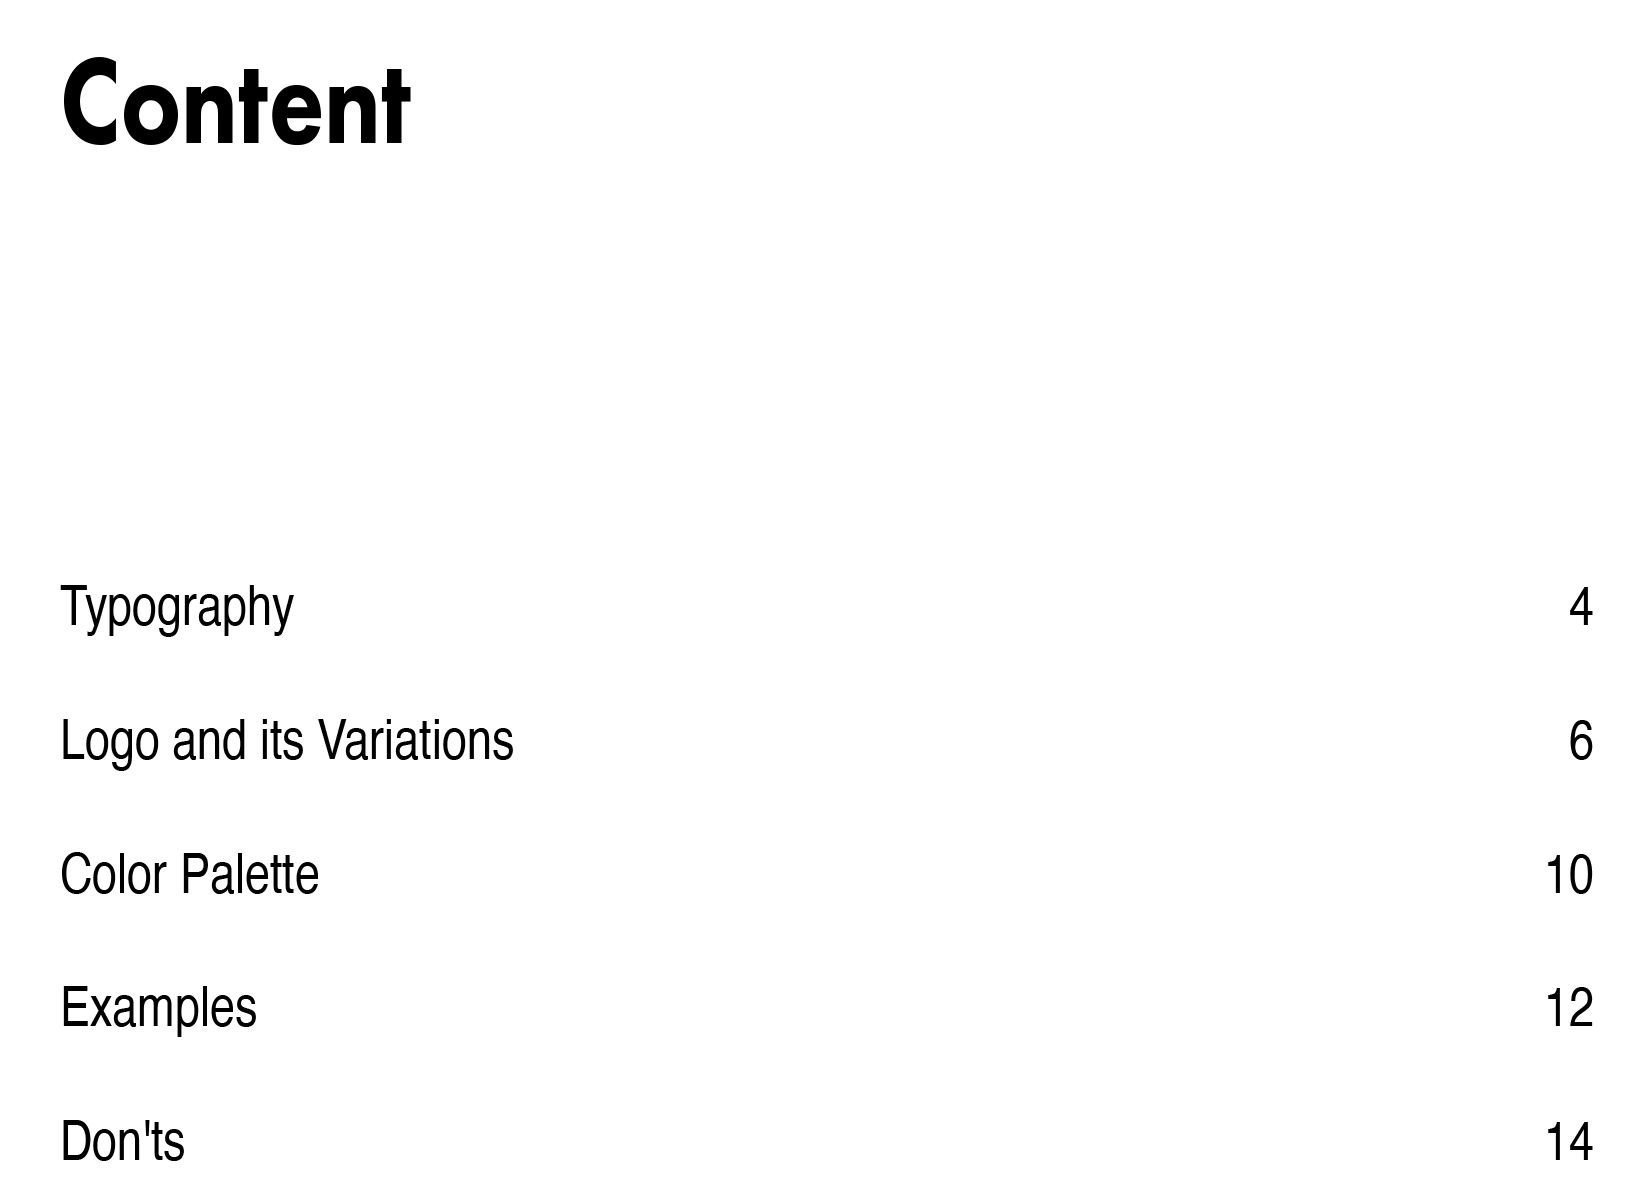 Content
Typography 4
Logo and its Variations 6
Color Palette 10
Examples 12
Don'ts 14